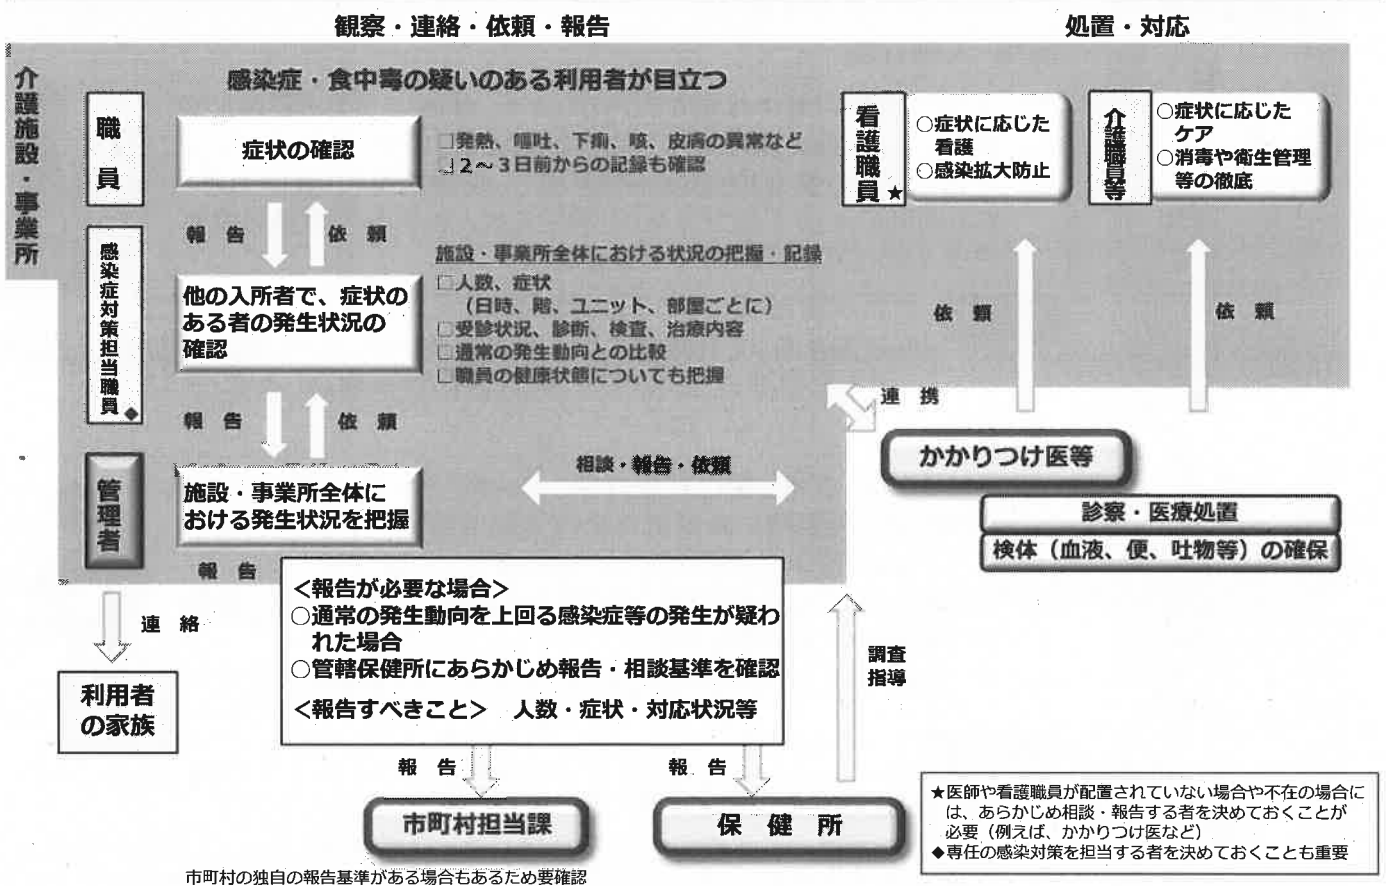 観察・連絡・依頼・報告
処置・対応
介護施設・事業所
感染症・食中毒の疑いのある利用者が目立つ
職員
症状の確認
□発熱、嘔吐、下痢、咳、皮膚の異常など
□2～3日前からの記録も確認
看護職員★
○症状に応じた
看護
○感染拡大防止
介護職員等
○症状に応じた
ケア
○消毒や衛生管理
等の徹底
報告
依頼
感染症対策担当職員◆
他の入所者で、症状の
ある者の発生状況の
確認
施設・事業所全体における状況の把握・記録
□人数、症状
（日時、階、ユニット、部屋ごとに）
□受診状況、診断、検査、治療内容
□通常の発生動向との比較
□職員の健康状態についても把握
依頼
依頼
報告
依頼
連携
かかりつけ医等
診察・医療処置
検体（血液、便、吐物等）の確保
管理者
施設・事業所全体に
おける発生状況を把握
相談・報告・依頼
報告
連絡
利用者
の家族
＜報告が必要な場合＞
○通常の発生動向を上回る感染症等の発生が疑わ
れた場合
○管轄保健所にあらかじめ報告・相談基準を確認
＜報告すべきこと＞　人数・症状・対応状況等
調査
指導
報告
報告
市町村担当課
保健所
市町村の独自の報告基準がある場合もあるため要確認
★医師や看護職員が配置されていない場合や不在の場合に
は、あらかじめ相談・報告する者を決めておくことが
必要（例えば、かかりつけ医など）
◆専任の感染対策を担当する者を決めておくことも重要